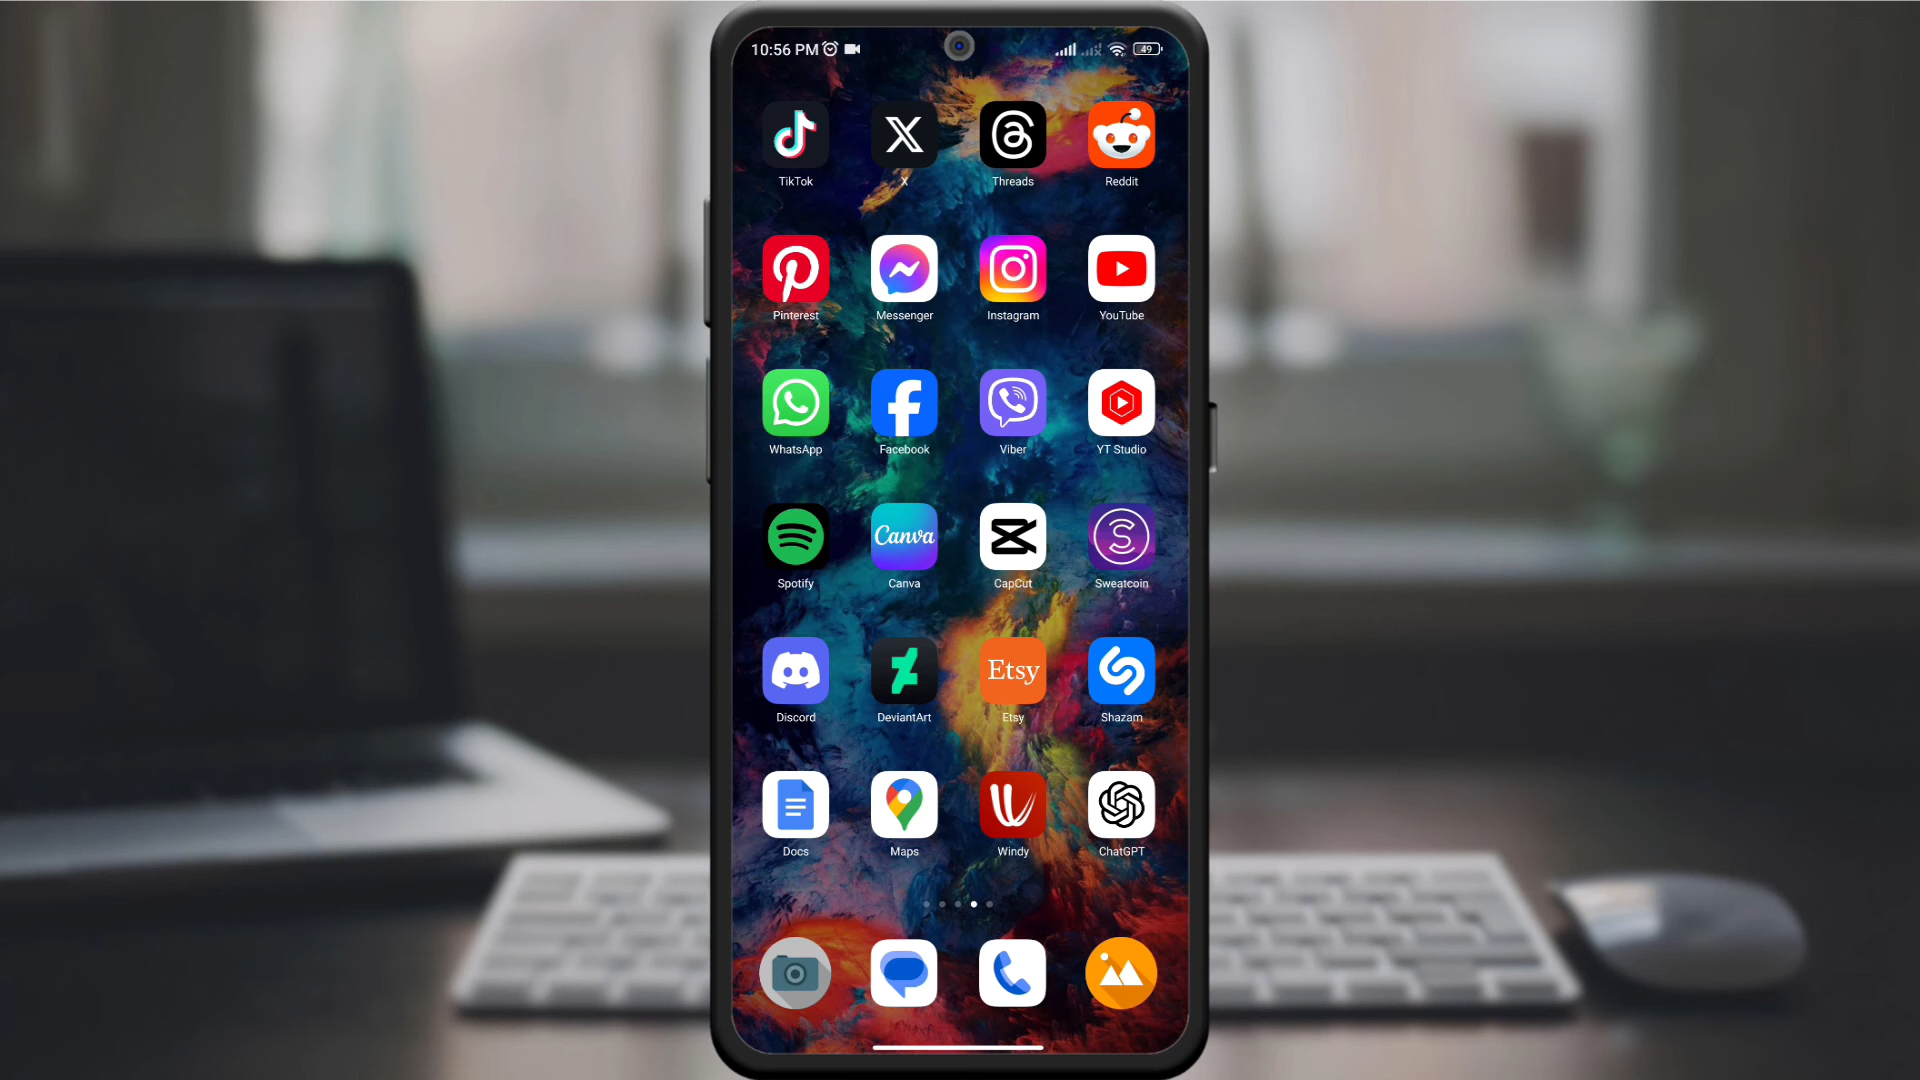 10:56 PM 49
TikTok X Threads Reddit
Pinterest Messenger Instagram YouTube
WhatsApp Facebook Viber YT Studio
Canva
Spotify Canva CapCut Sweatcoin
Etsy
Discord DeviantArt Etsy Shazam
Docs Maps Windy ChatGPT